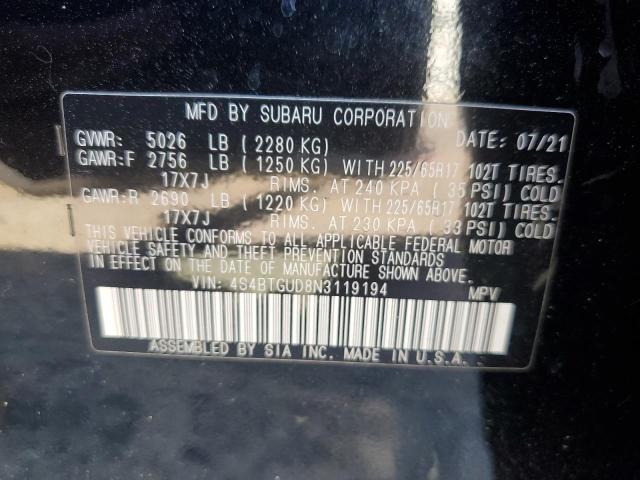 MFD BY SUBARU CORPORATION
GVWR: 5026 LB (2280 KG) DATE: 07/21
GAWR:F 2756 LB (1250 KG) WITH 225/65R17 102T TIRES.
17X7J RIMS. AT 240 KPA (35 PSI) COLD
GAWR:R 2690 LB (1220 KG) WITH 225/65R17 102T TIRES.
17X7J RIMS. AT 230 KPA (33 PSI) COLD
THIS VEHICLE CONFORMS TO ALL APPLICABLE FEDERAL MOTOR
VEHICLE SAFETY AND THEFT PREVENTION STANDARDS
IN EFFECT ON THE DATE OF MANUFACTURE SHOWN ABOVE.
VIN: 4S4BTGUD8N3119194 MPV
ASSEMBLED BY SIA INC. MADE IN U.S.A.